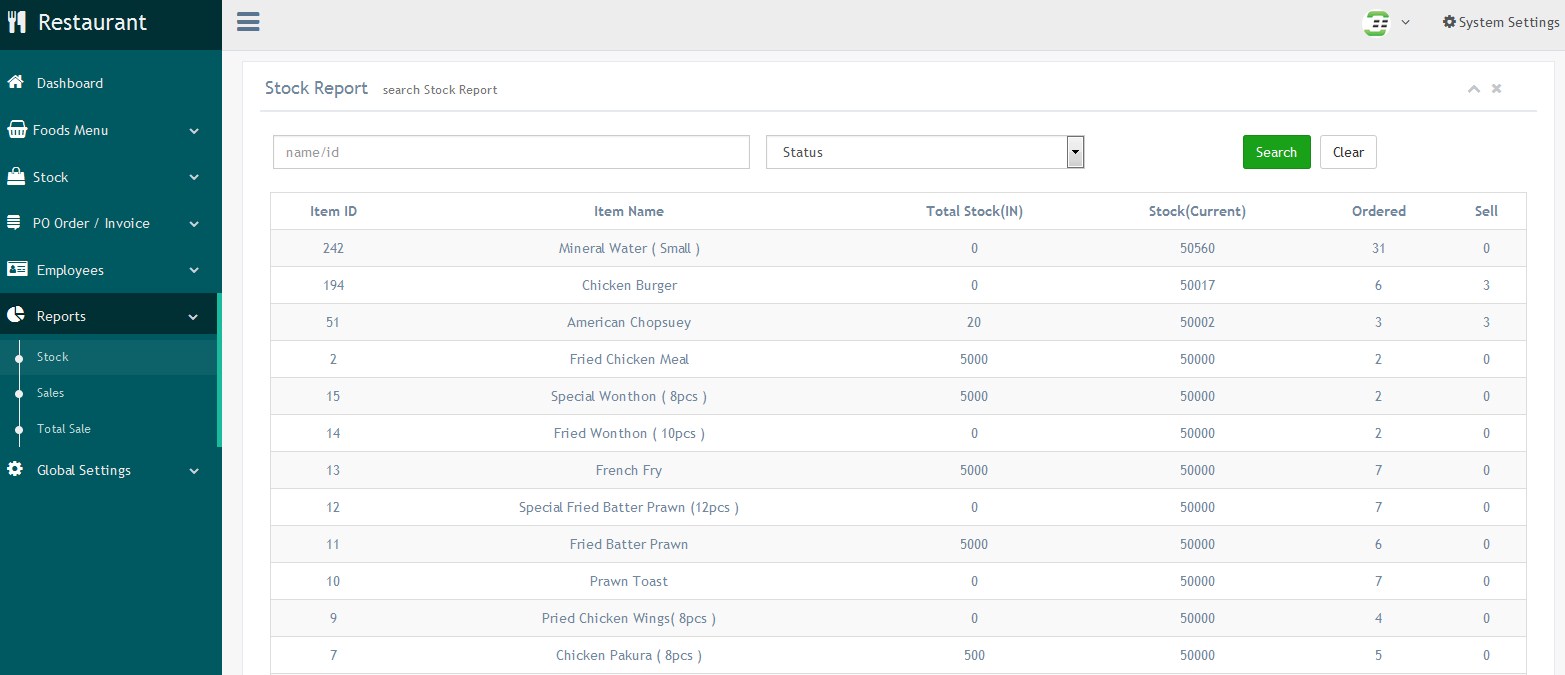 Restaurant
System Settings
Dashboard
Foods Menu
Stock
PO Order / Invoice
Employees
Reports
Stock
Sales
Total Sale
Global Settings
Stock Report search Stock Report
name/id Status Search Clear
Item ID Item Name Total Stock(IN) Stock(Current) Ordered Sell
242 Mineral Water ( Small ) 0 50560 31 0
194 Chicken Burger 0 50017 6 3
51 American Chopsuey 20 50002 3 3
2 Fried Chicken Meal 5000 50000 2 0
15 Special Wonthon ( 8pcs ) 5000 50000 2 0
14 Fried Wonthon ( 10pcs ) 0 50000 2 0
13 French Fry 5000 50000 7 0
12 Special Fried Batter Prawn (12pcs ) 0 50000 7 0
11 Fried Batter Prawn 5000 50000 6 0
10 Prawn Toast 0 50000 7 0
9 Pried Chicken Wings( 8pcs ) 0 50000 4 0
7 Chicken Pakura ( 8pcs ) 500 50000 5 0